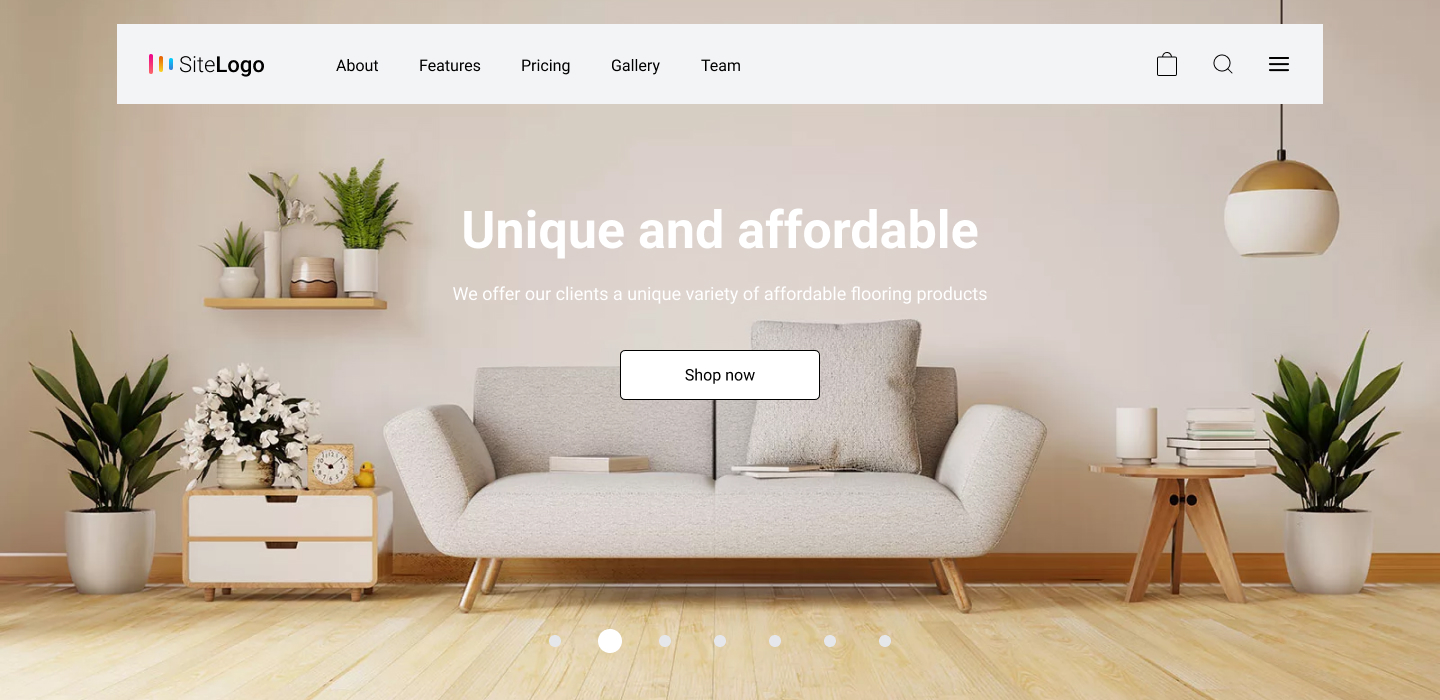 SiteLogo
About
Features
Pricing
Gallery
Team
Unique and affordable
We offer our clients a unique variety of affordable flooring products
Shop now